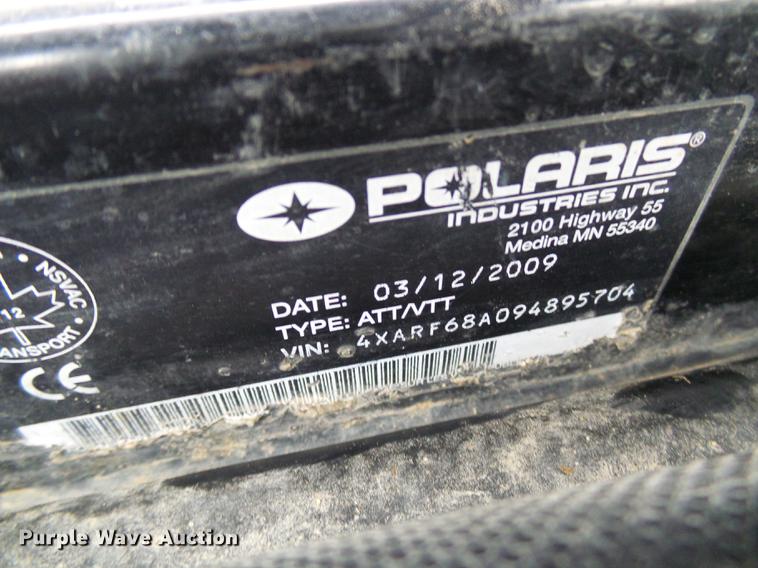 POLARIS®
INDUSTRIES INC.
2100 Highway 55
Medina MN 55340
DATE: 03/12/2009
TYPE: ATT/VTT
VIN: 4XARF68A094895704
NSVAC
12
ANSPORT
CE
Purple Wave Auction